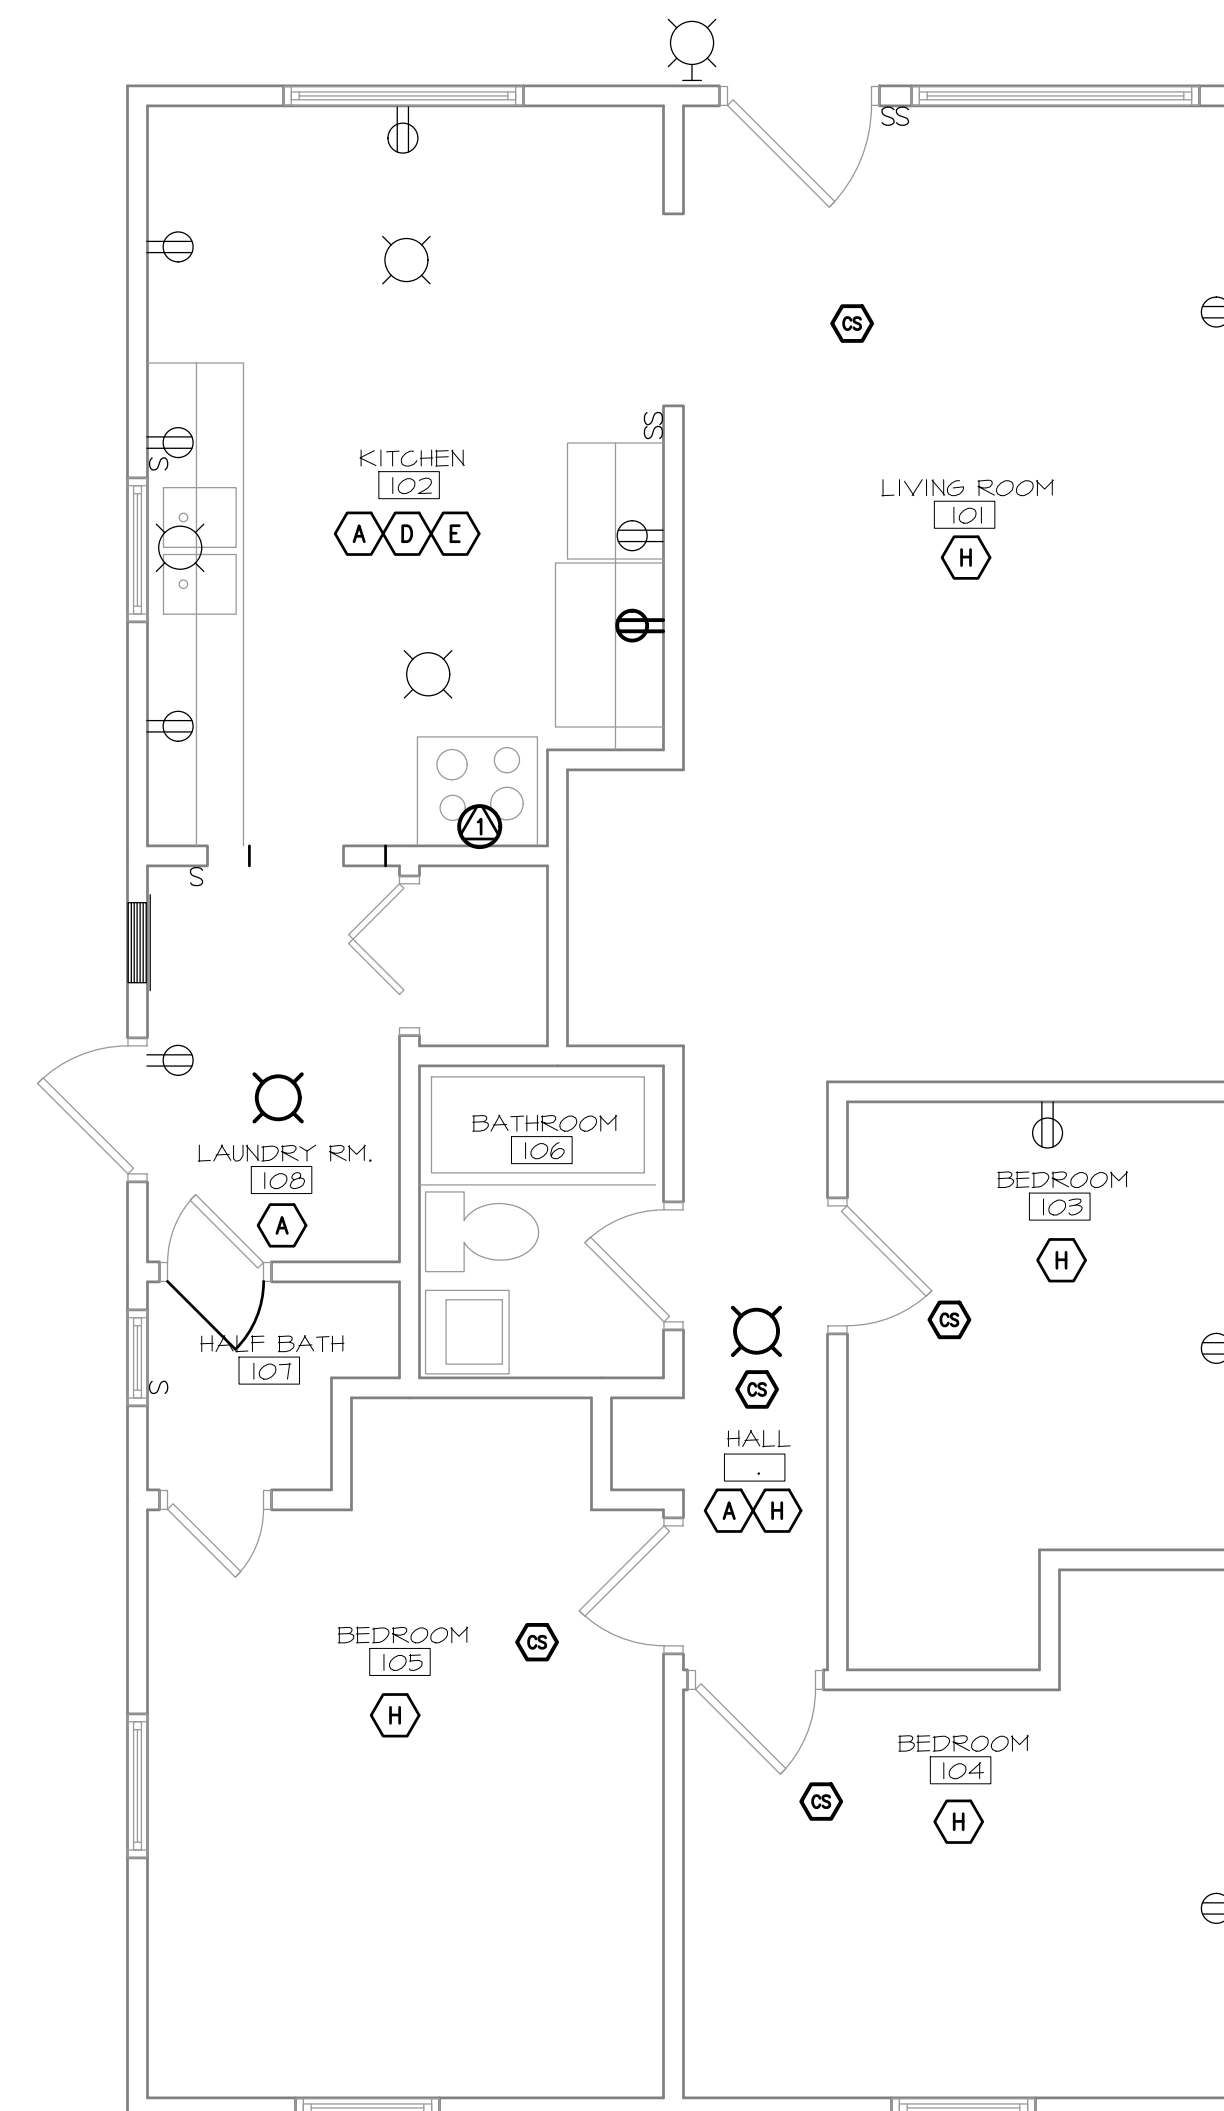 SS
CS
SS
S
KITCHEN
102
A D E
LIVING ROOM
101
H
1
S
LAUNDRY RM.
108
A
BATHROOM
106
BEDROOM
103
H
CS
HALF BATH
107
S
CS
HALL
.
A H
BEDROOM
105
H
CS
BEDROOM
104
H
CS